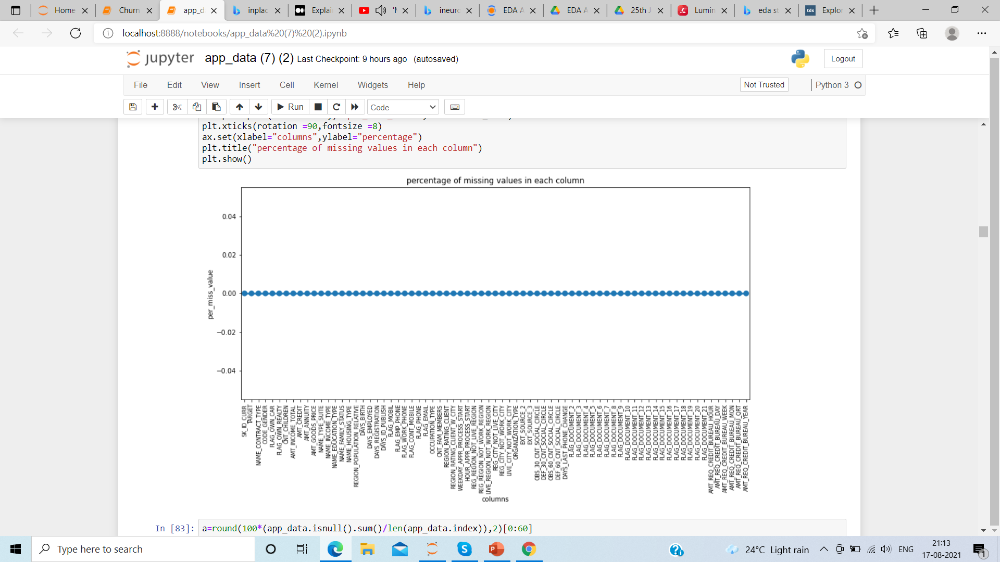 Home
Churn
app_d
inplac
Explai
'M
ineuro
EDA A
EDA A
25th J
Lumin
eda st
tds
Explor
localhost:8888/notebooks/app_data%20(7)%20(2).ipynb
jupyter app_data (7) (2) Last Checkpoint: 9 hours ago (autosaved)
Logout
File Edit View Insert Cell Kernel Widgets Help
Not Trusted
Python 3
Run
Code
plt.xticks(rotation =90,fontsize =8)
ax.set(xlabel="columns",ylabel="percentage")
plt.title("percentage of missing values in each column")
plt.show()
percentage of missing values in each column
0.04
0.02
0.00
−0.02
−0.04
per_miss_value
SK_ID_CURR
TARGET
NAME_CONTRACT_TYPE
CODE_GENDER
FLAG_OWN_CAR
FLAG_OWN_REALTY
CNT_CHILDREN
AMT_INCOME_TOTAL
AMT_CREDIT
AMT_ANNUITY
AMT_GOODS_PRICE
NAME_TYPE_SUITE
NAME_INCOME_TYPE
NAME_EDUCATION_TYPE
NAME_FAMILY_STATUS
NAME_HOUSING_TYPE
REGION_POPULATION_RELATIVE
DAYS_BIRTH
DAYS_EMPLOYED
DAYS_REGISTRATION
DAYS_ID_PUBLISH
FLAG_MOBIL
FLAG_EMP_PHONE
FLAG_WORK_PHONE
FLAG_CONT_MOBILE
FLAG_PHONE
FLAG_EMAIL
OCCUPATION_TYPE
CNT_FAM_MEMBERS
REGION_RATING_CLIENT
REGION_RATING_CLIENT_W_CITY
WEEKDAY_APPR_PROCESS_START
HOUR_APPR_PROCESS_START
REG_REGION_NOT_LIVE_REGION
REG_REGION_NOT_WORK_REGION
LIVE_REGION_NOT_WORK_REGION
REG_CITY_NOT_LIVE_CITY
REG_CITY_NOT_WORK_CITY
LIVE_CITY_NOT_WORK_CITY
ORGANIZATION_TYPE
EXT_SOURCE_2
EXT_SOURCE_3
OBS_30_CNT_SOCIAL_CIRCLE
DEF_30_CNT_SOCIAL_CIRCLE
OBS_60_CNT_SOCIAL_CIRCLE
DEF_60_CNT_SOCIAL_CIRCLE
DAYS_LAST_PHONE_CHANGE
FLAG_DOCUMENT_2
FLAG_DOCUMENT_3
FLAG_DOCUMENT_4
FLAG_DOCUMENT_5
FLAG_DOCUMENT_6
FLAG_DOCUMENT_7
FLAG_DOCUMENT_8
FLAG_DOCUMENT_9
FLAG_DOCUMENT_10
FLAG_DOCUMENT_11
FLAG_DOCUMENT_12
FLAG_DOCUMENT_13
FLAG_DOCUMENT_14
FLAG_DOCUMENT_15
FLAG_DOCUMENT_16
FLAG_DOCUMENT_17
FLAG_DOCUMENT_18
FLAG_DOCUMENT_19
FLAG_DOCUMENT_20
FLAG_DOCUMENT_21
AMT_REQ_CREDIT_BUREAU_HOUR
AMT_REQ_CREDIT_BUREAU_DAY
AMT_REQ_CREDIT_BUREAU_WEEK
AMT_REQ_CREDIT_BUREAU_MON
AMT_REQ_CREDIT_BUREAU_QRT
AMT_REQ_CREDIT_BUREAU_YEAR
columns
In [83]: a=round(100*(app_data.isnull().sum()/len(app_data.index)),2)[0:60]
Type here to search
24°C Light rain
ENG
21:13
17-08-2021
1